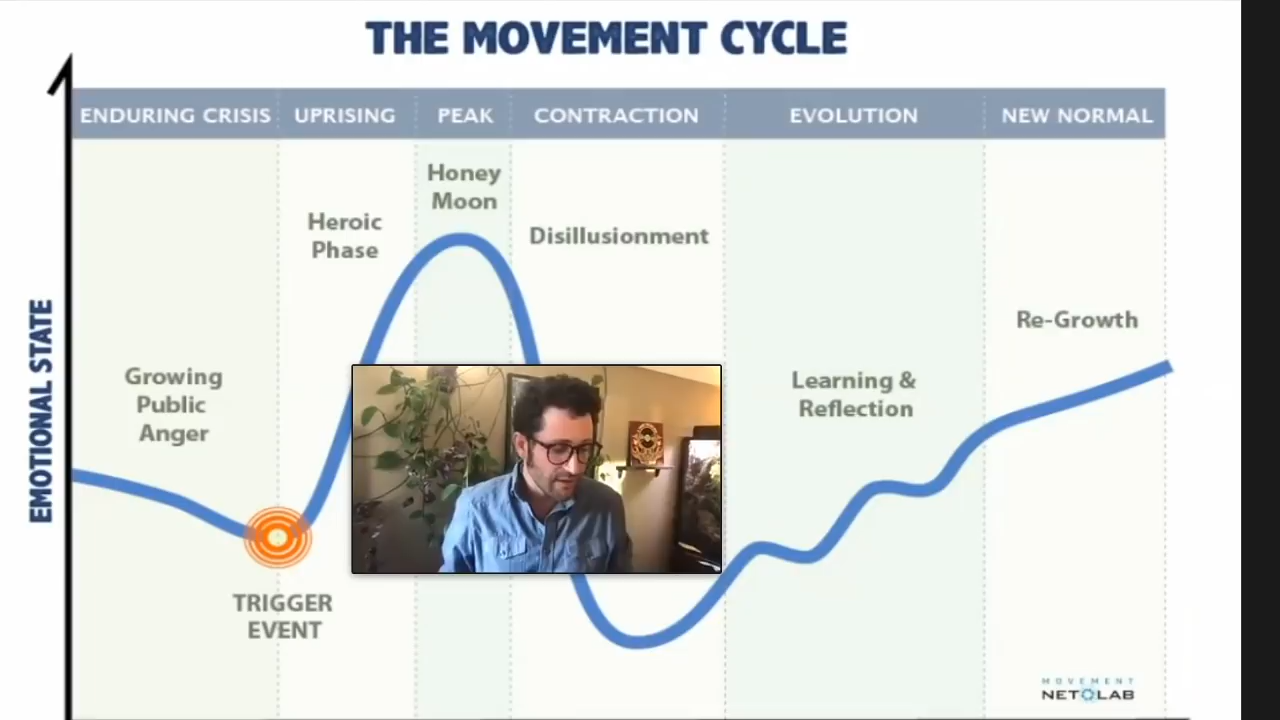 THE MOVEMENT CYCLE
ENDURING CRISIS
UPRISING
PEAK
CONTRACTION
EVOLUTION
NEW NORMAL
Honey
Moon
Heroic
Phase
Disillusionment
Re-Growth
Growing
Public
Anger
Learning &
Reflection
EMOTIONAL STATE
TRIGGER
EVENT
MOVEMENT
NETOLAB